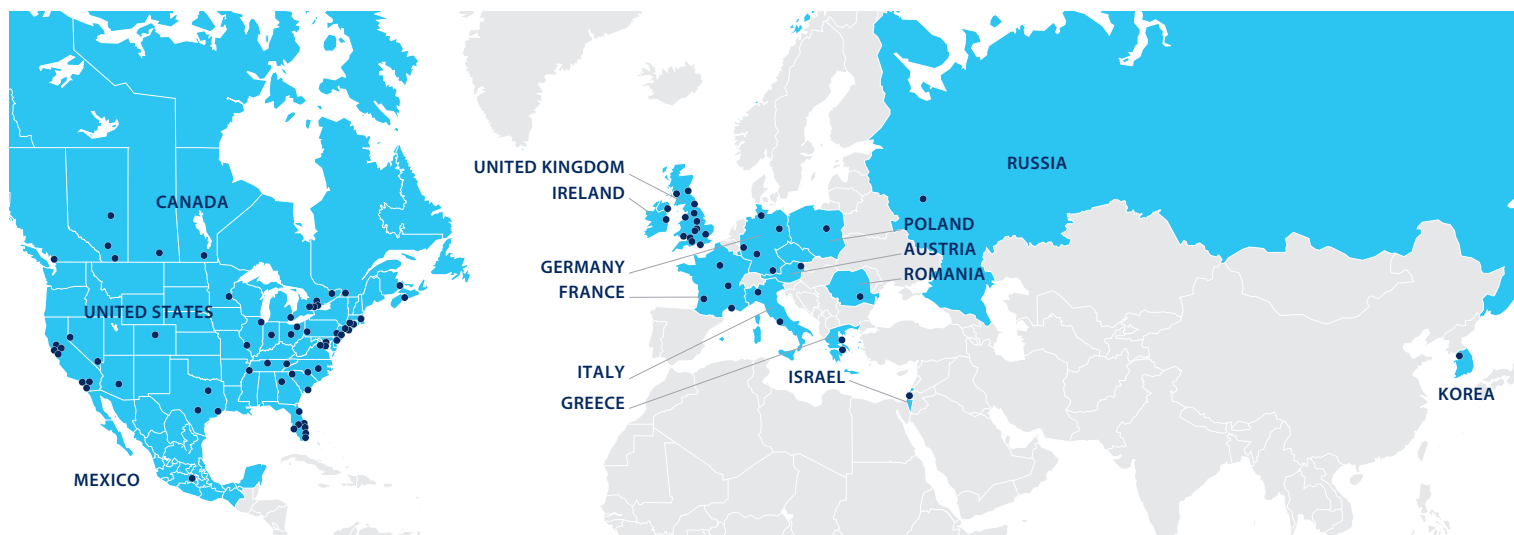 CANADA
UNITED STATES
MEXICO
UNITED KINGDOM
IRELAND
GERMANY
FRANCE
ITALY
GREECE
ISRAEL
RUSSIA
POLAND
AUSTRIA
ROMANIA
KOREA